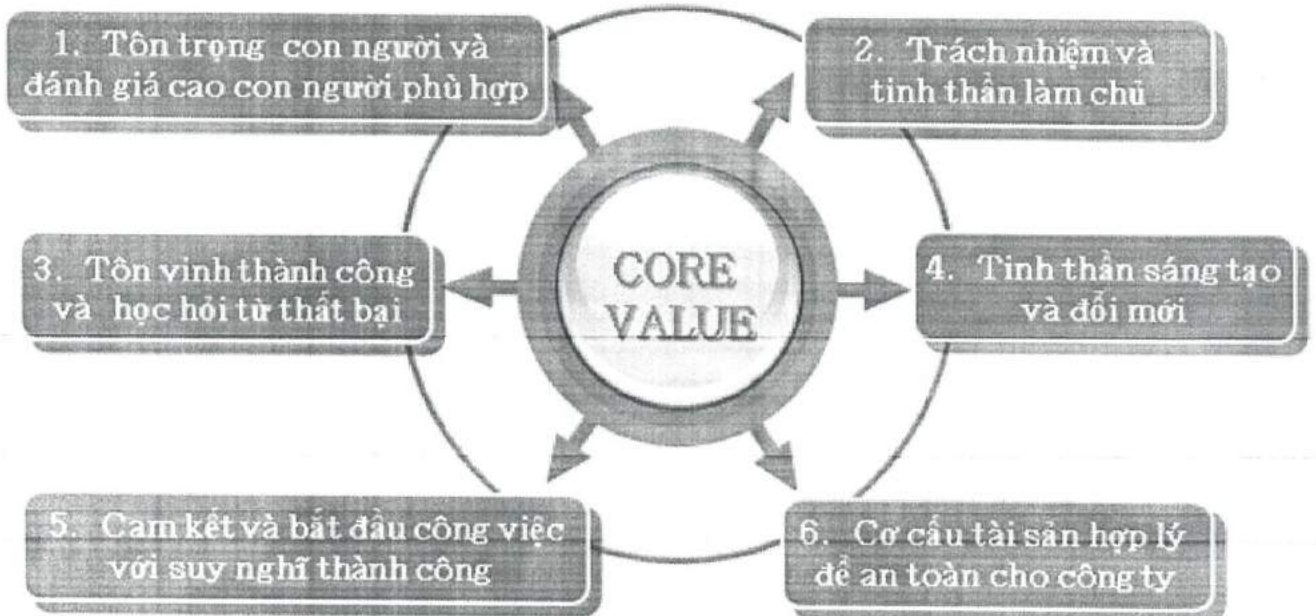 1. Tôn trọng con người và
đánh giá cao con người phù hợp
2. Trách nhiệm và
tinh thần làm chủ
3. Tôn vinh thành công
và học hỏi từ thất bại
CORE
VALUE
4. Tinh thần sáng tạo
và đổi mới
5. Cam kết và bắt đầu công việc
với suy nghĩ thành công
6. Cơ cấu tài sản hợp lý
để an toàn cho công ty